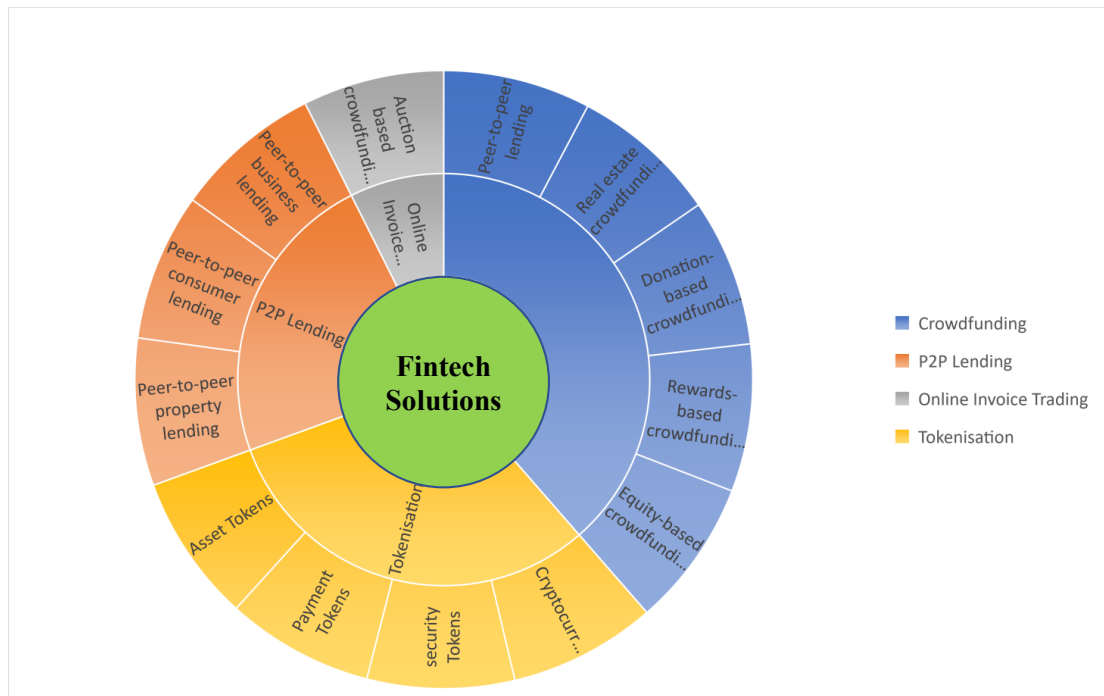 Peer-to-peer
lending
Real estate
crowdfundi...
Donation-
based
crowdfundi...
Rewards-
based
crowdfundi...
Equity-based
crowdfundi...
Cryptocurr
...
security
Tokens
Payment
Tokens
Asset Tokens
Peer-to-peer
property
lending
Peer-to-peer
consumer
lending
Peer-to-peer
business
lending
Auction
based
crowdfundi...
Online
Invoice...
P2P Lending
Tokenisation
Fintech
Solutions
Crowdfunding
P2P Lending
Online Invoice Trading
Tokenisation